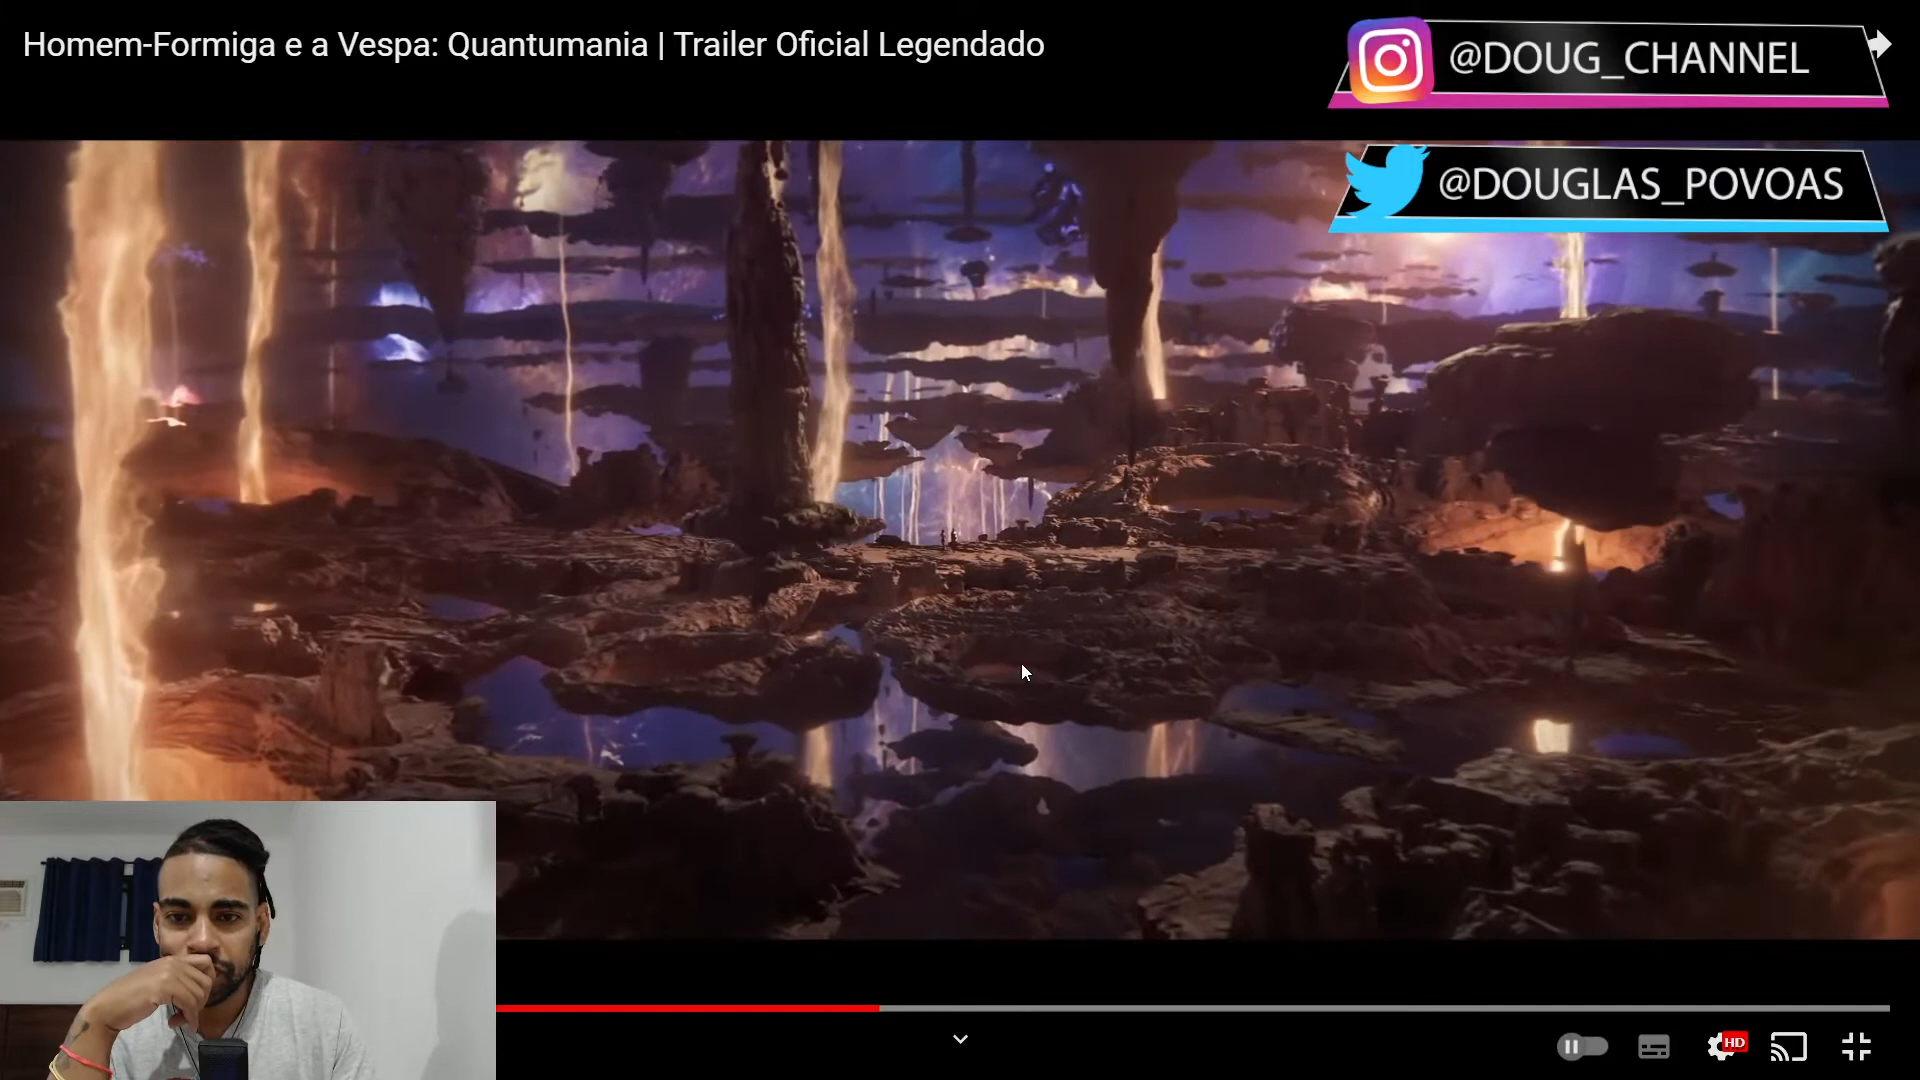 Homem-Formiga e a Vespa: Quantumania | Trailer Oficial Legendado
@DOUG_CHANNEL
@DOUGLAS_POVOAS
HD